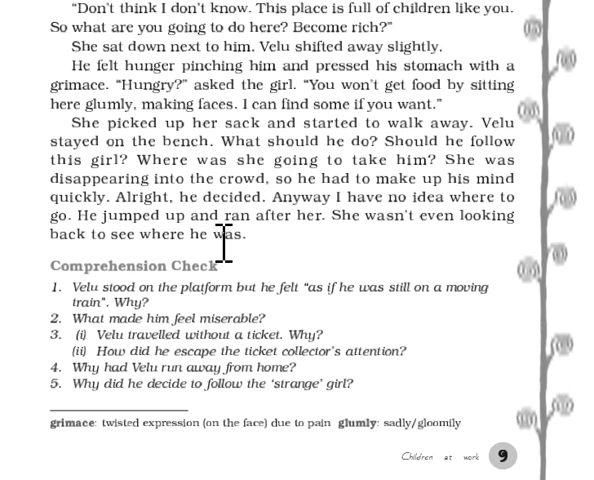 “Don’t think I don’t know. This place is full of children like you.
So what are you going to do here? Become rich?”
She sat down next to him. Velu shifted away slightly.
He felt hunger pinching him and pressed his stomach with a
grimace. “Hungry?” asked the girl. “You won’t get food by sitting
here glumly, making faces. I can find some if you want.”
She picked up her sack and started to walk away. Velu
stayed on the bench. What should he do? Should he follow
this girl? Where was she going to take him? She was
disappearing into the crowd, so he had to make up his mind
quickly. Alright, he decided. Anyway I have no idea where to
go. He jumped up and ran after her. She wasn’t even looking
back to see where he was.
Comprehension Check
1. Velu stood on the platform but he felt “as if he was still on a moving
train”. Why?
2. What made him feel miserable?
3. (i) Velu travelled without a ticket. Why?
(ii) How did he escape the ticket collector’s attention?
4. Why had Velu run away from home?
5. Why did he decide to follow the ‘strange’ girl?
grimace: twisted expression (on the face) due to pain glumly: sadly/gloomily
Children at work 9